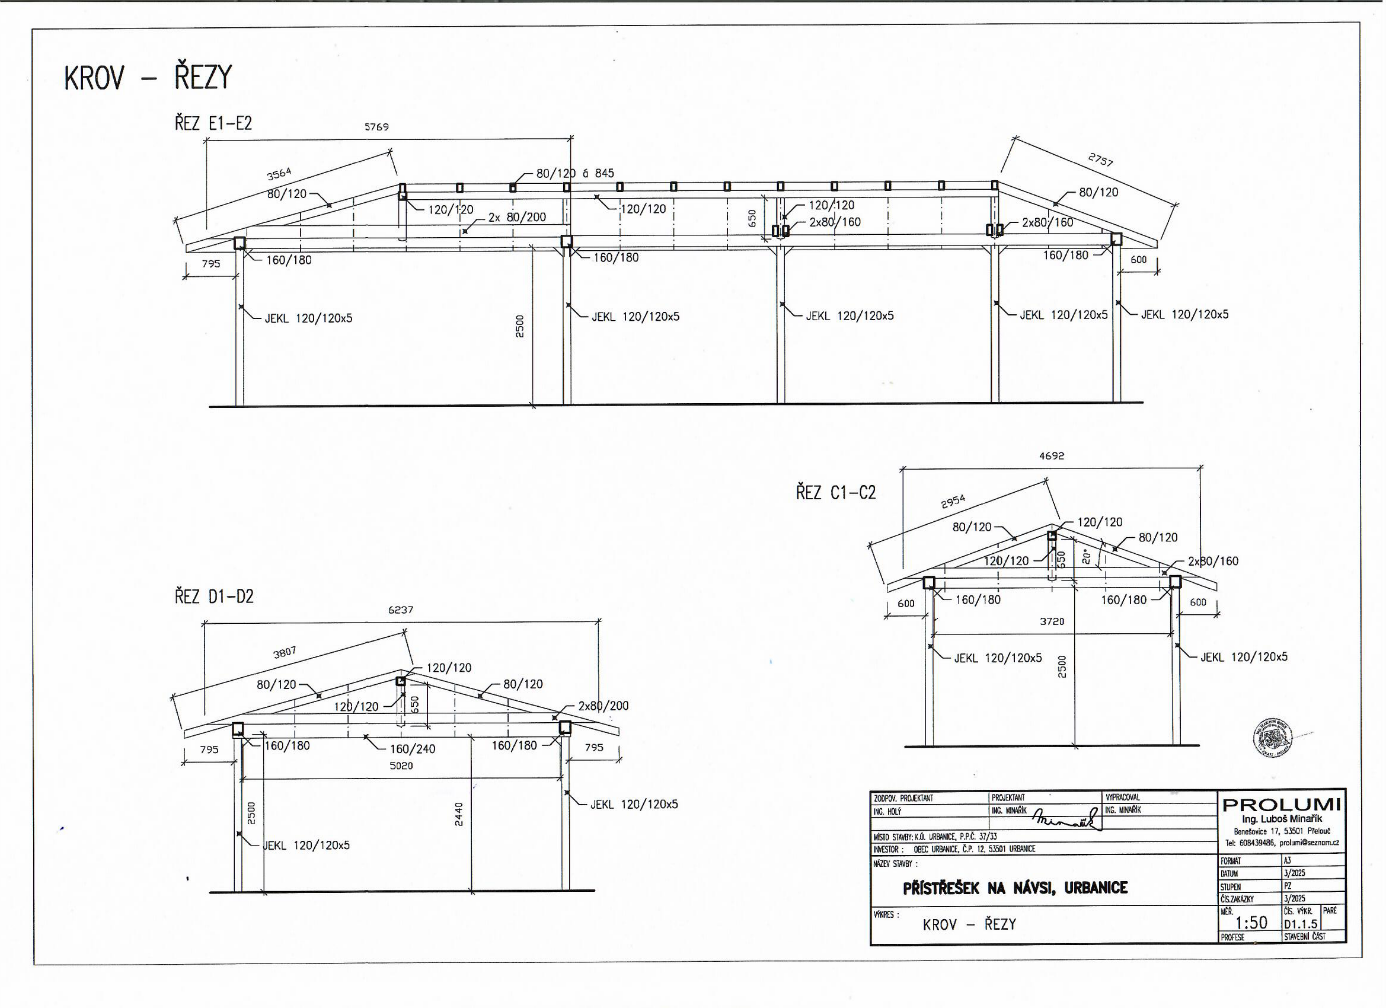 KROV – ŘEZY
ŘEZ E1–E2
5769
3564
2757
80/120
80/120 á 845
80/120
120/120
2x 80/200
120/120
650
120/120
2x80/160
2x80/160
795
160/180
160/180
160/180
600
JEKL 120/120x5
2500
JEKL 120/120x5
JEKL 120/120x5
JEKL 120/120x5
JEKL 120/120x5
ŘEZ C1–C2
4692
2954
80/120
120/120
80/120
120/120
650
20°
2x80/160
600
160/180
160/180
600
3720
JEKL 120/120x5
2500
JEKL 120/120x5
ŘEZ D1–D2
6237
3807
120/120
80/120
80/120
120/120
650
2x80/200
795
160/180
160/240
160/180
795
5020
2500
2440
JEKL 120/120x5
JEKL 120/120x5
ZODPOV. PROJEKTANT
PROJEKTANT
VYPRACOVAL
ING. HOLÝ
ING. MINAŘÍK
ING. MINAŘÍK
MÍSTO STAVBY: K.Ú. URBANICE, P.P.Č. 37/33
INVESTOR : OBEC URBANICE, Č.P. 12, 53501 URBANICE
NÁZEV STAVBY :
PŘÍSTŘEŠEK NA NÁVSI, URBANICE
VÝKRES :
KROV – ŘEZY
PROLUMI
Ing. Luboš Minařík
Benešovice 17, 53501 Přelouč
Tel: 608439486, prolumi@seznam.cz
FORMÁT A3
DATUM 3/2025
STUPEŇ PZ
ČÍS.ZAKÁZKY 3/2025
MĚŘ. ČÍS. VÝKR. PARÉ
1:50 D1.1.5
PROFESE STAVEBNÍ ČÁST